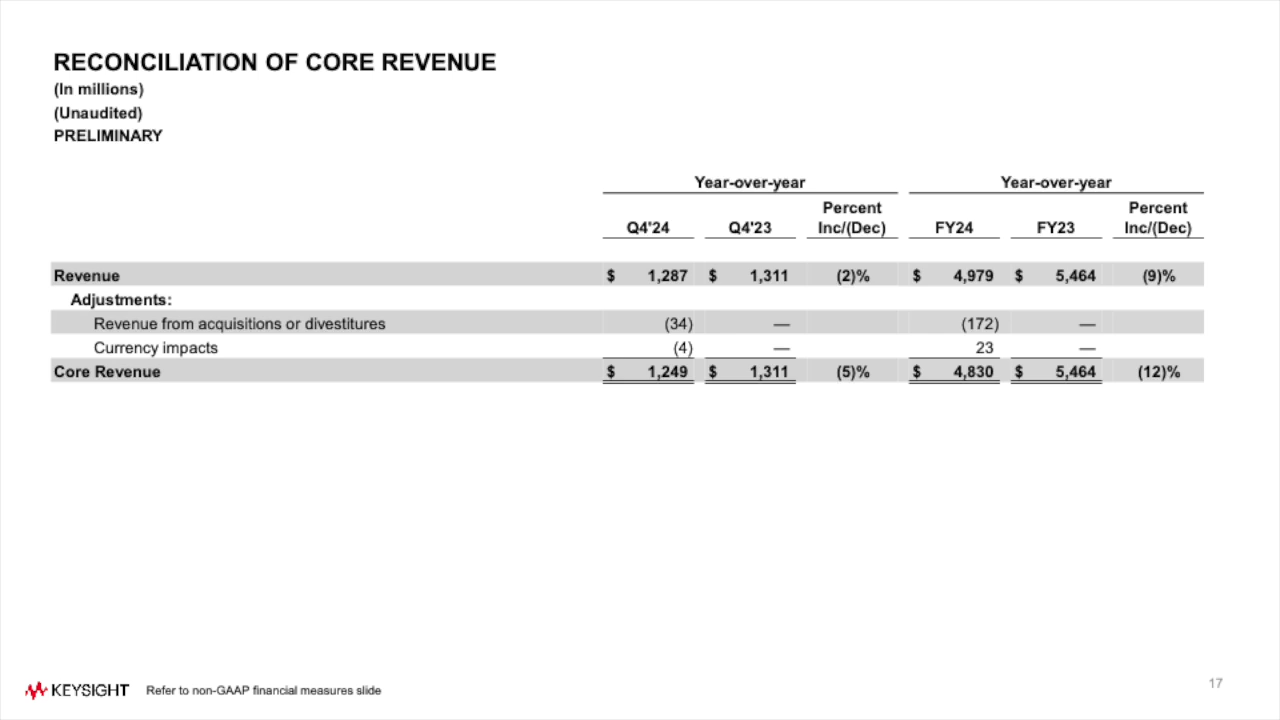 RECONCILIATION OF CORE REVENUE
(In millions)
(Unaudited)
PRELIMINARY
Year-over-year Year-over-year
Percent Percent
Q4'24 Q4'23 Inc/(Dec) FY24 FY23 Inc/(Dec)
Revenue $ 1,287 $ 1,311 (2)% $ 4,979 $ 5,464 (9)%
Adjustments:
Revenue from acquisitions or divestitures (34) — (172) —
Currency impacts (4) — 23 —
Core Revenue $ 1,249 $ 1,311 (5)% $ 4,830 $ 5,464 (12)%
KEYSIGHT Refer to non-GAAP financial measures slide 17